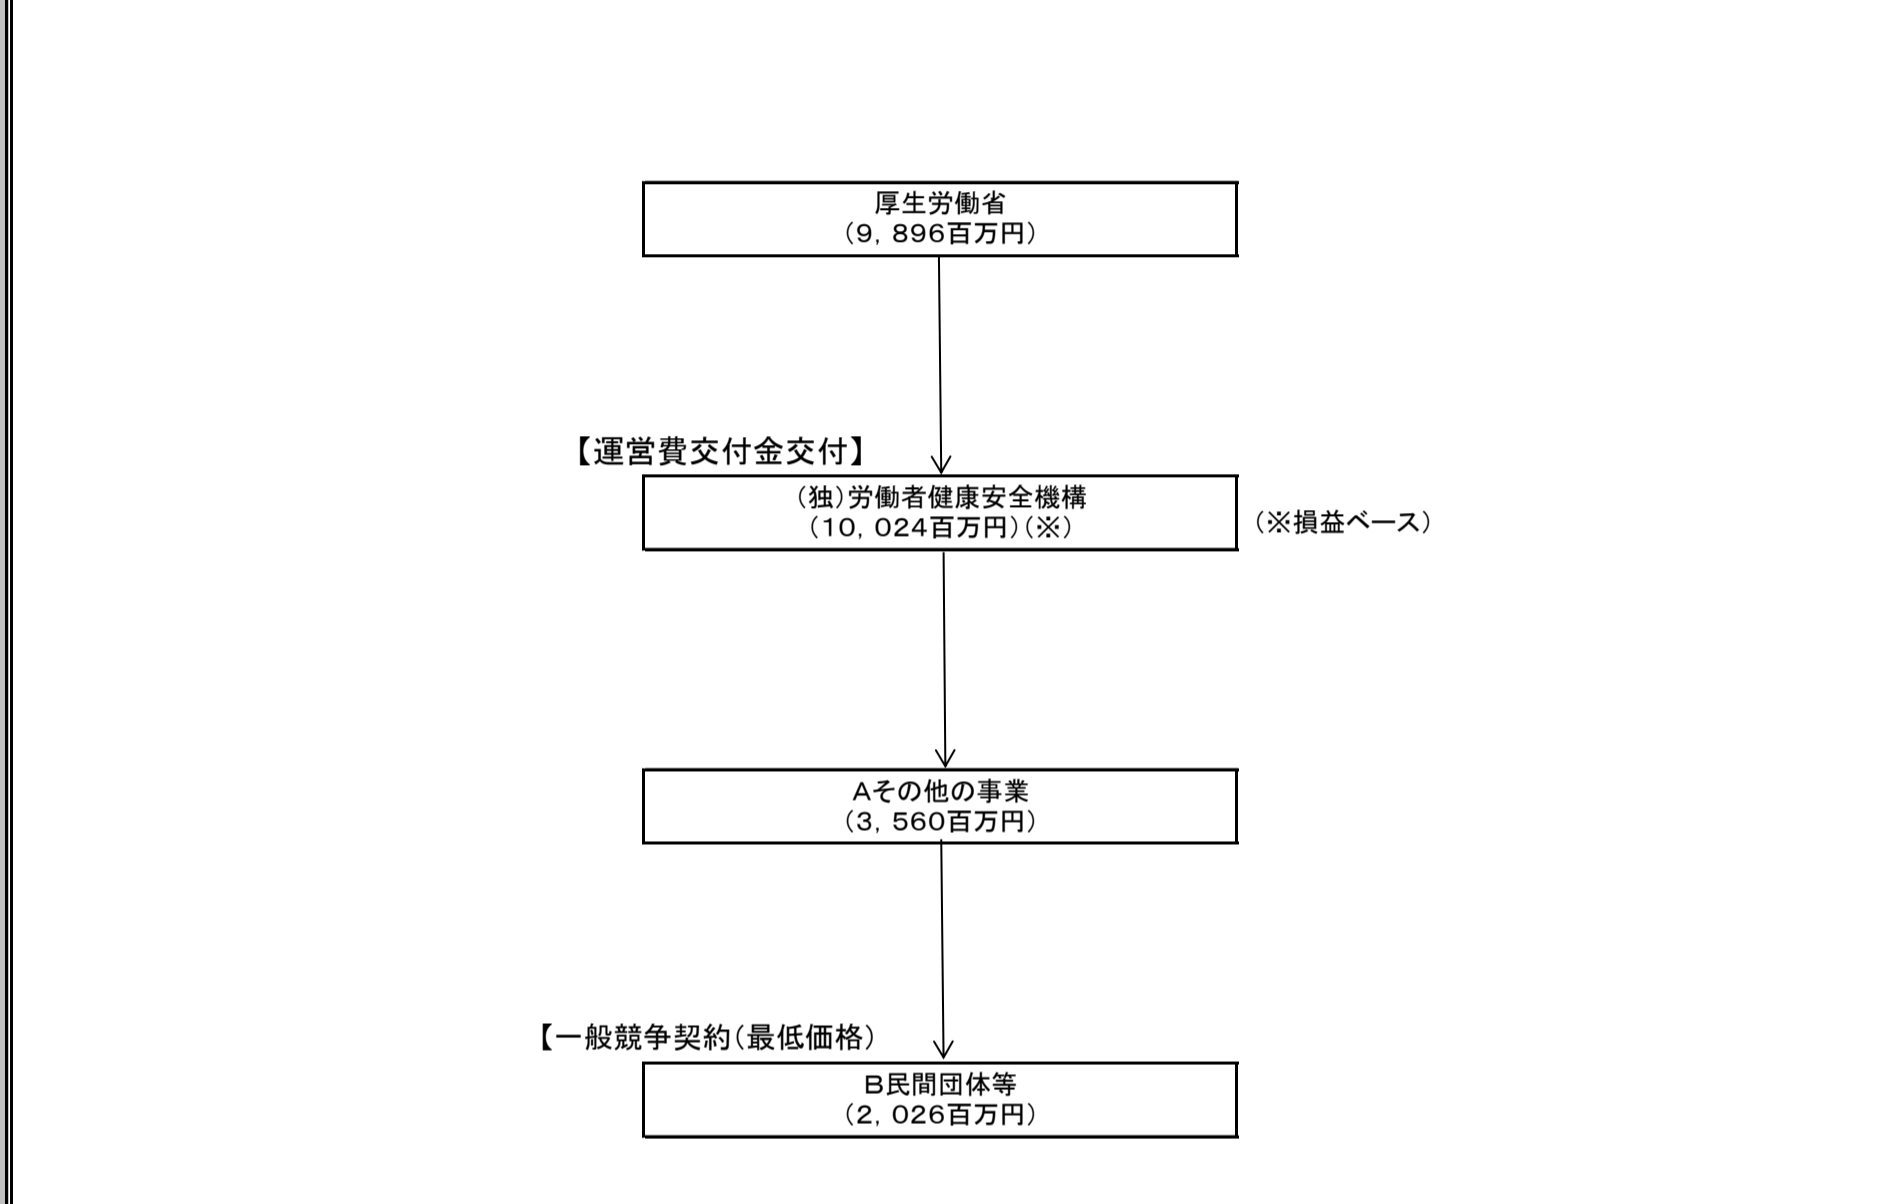 厚生労働省
（９，８９６百万円）
【運営費交付金交付】
（独）労働者健康安全機構
（１０，０２４百万円）（※）
（※損益ベース）
Ａその他の事業
（３，５６０百万円）
【一般競争契約（最低価格）
Ｂ民間団体等
（２，０２６百万円）